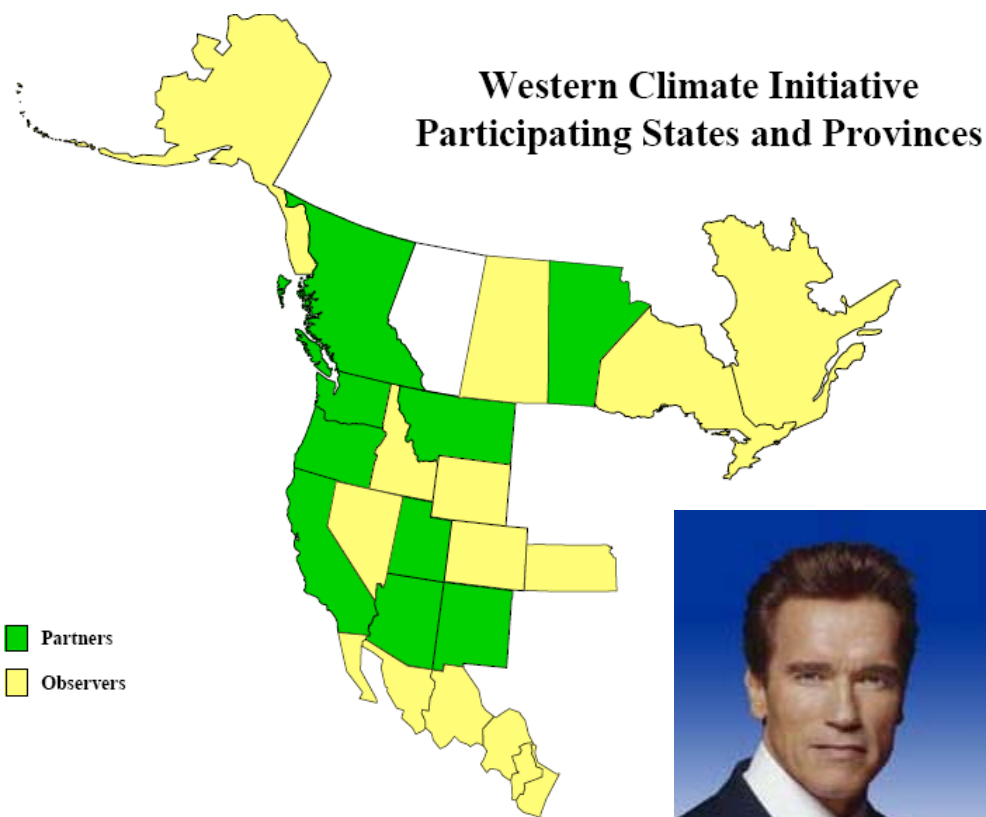 Western Climate Initiative
Participating States and Provinces
Partners
Observers